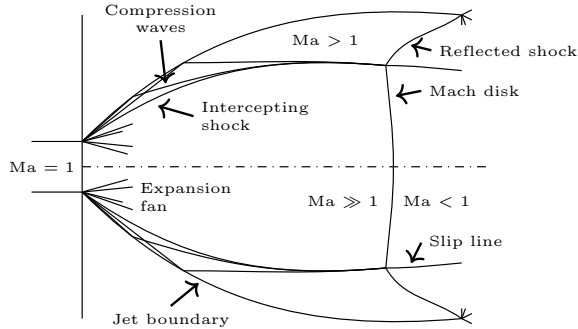 Compression
waves
Ma > 1
Reflected shock
Mach disk
Intercepting
shock
Ma = 1
Expansion
fan
Ma ≫ 1
Ma < 1
Slip line
Jet boundary